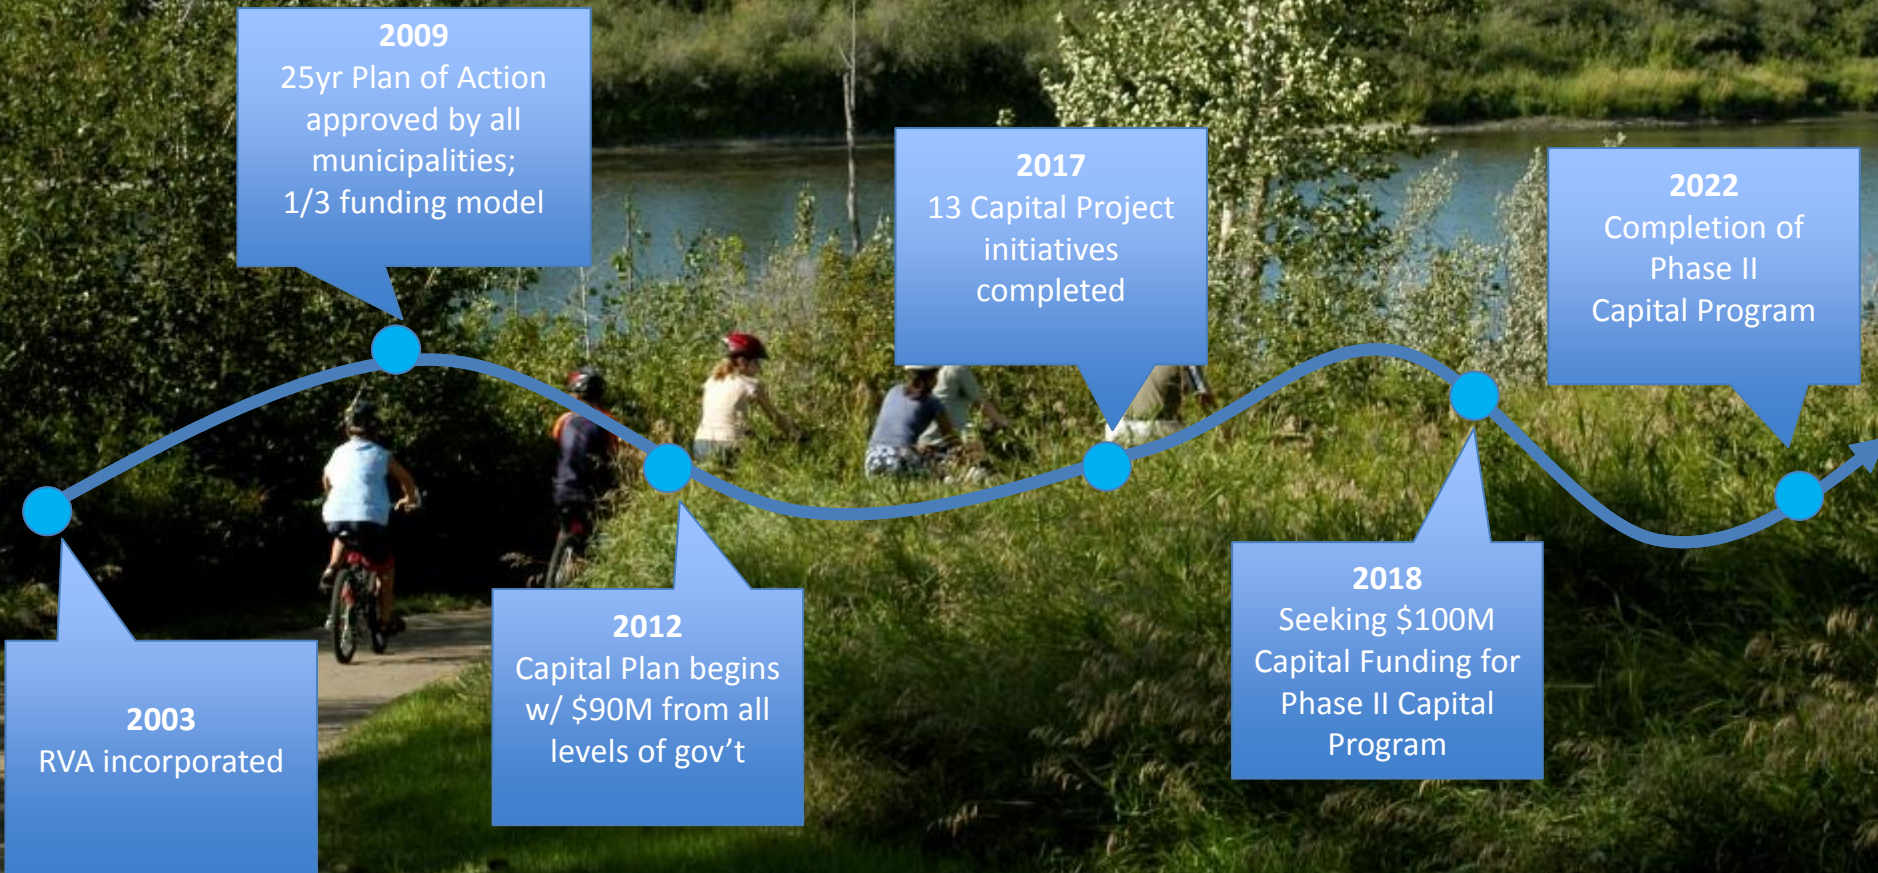 2003
RVA incorporated
2009
25yr Plan of Action
approved by all
municipalities;
1/3 funding model
2012
Capital Plan begins
w/ $90M from all
levels of gov’t
2017
13 Capital Project
initiatives
completed
2018
Seeking $100M
Capital Funding for
Phase II Capital
Program
2022
Completion of
Phase II
Capital Program